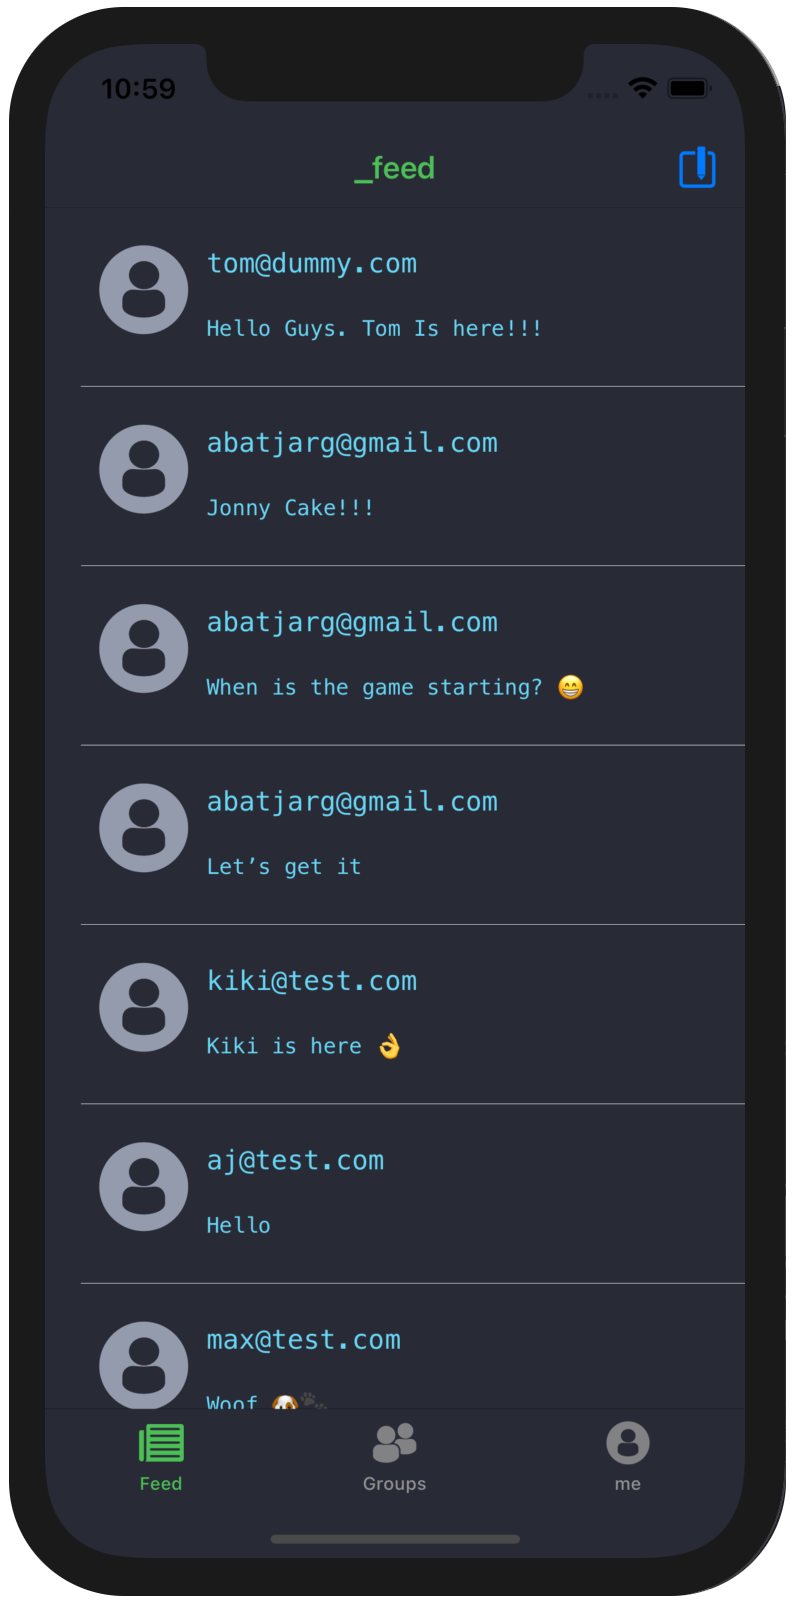 10:59
_feed
tom@dummy.com
Hello Guys. Tom Is here!!!
abatjarg@gmail.com
Jonny Cake!!!
abatjarg@gmail.com
When is the game starting? 😁
abatjarg@gmail.com
Let’s get it
kiki@test.com
Kiki is here 👌
aj@test.com
Hello
max@test.com
Woof 🐶🐾
Feed
Groups
me